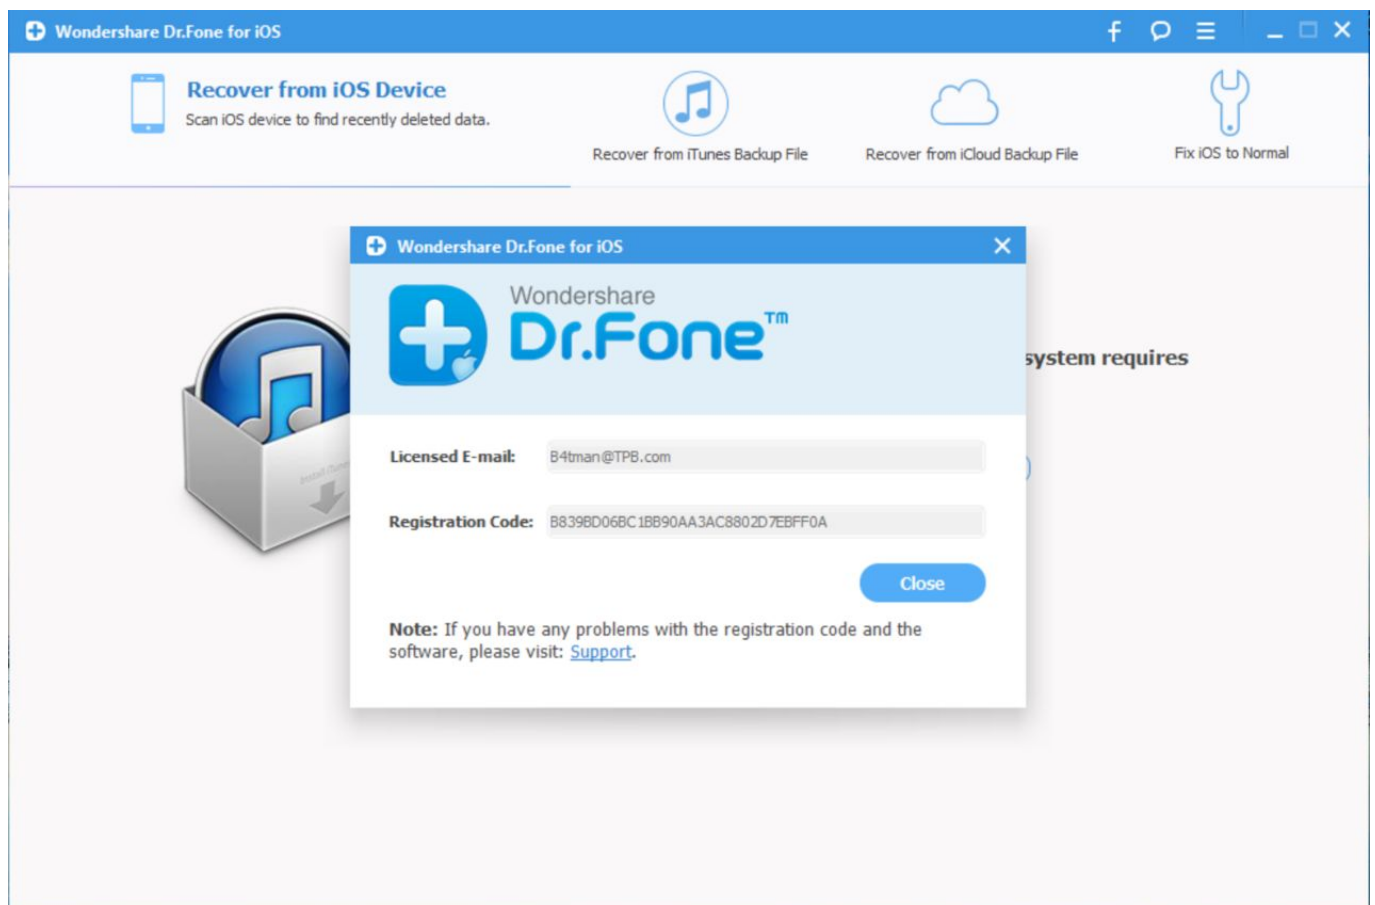 Wondershare Dr.Fone for iOS
Recover from iOS Device
Scan iOS device to find recently deleted data.
Recover from iTunes Backup File
Recover from iCloud Backup File
Fix iOS to Normal
Wondershare Dr.Fone for iOS
Wondershare
Dr.Fone™
system requires
Licensed E-mail: B4tman@TPB.com
Registration Code: B839BD06BC1BB90AA3AC8802D7EBFF0A
Close
Note: If you have any problems with the registration code and the
software, please visit: Support.